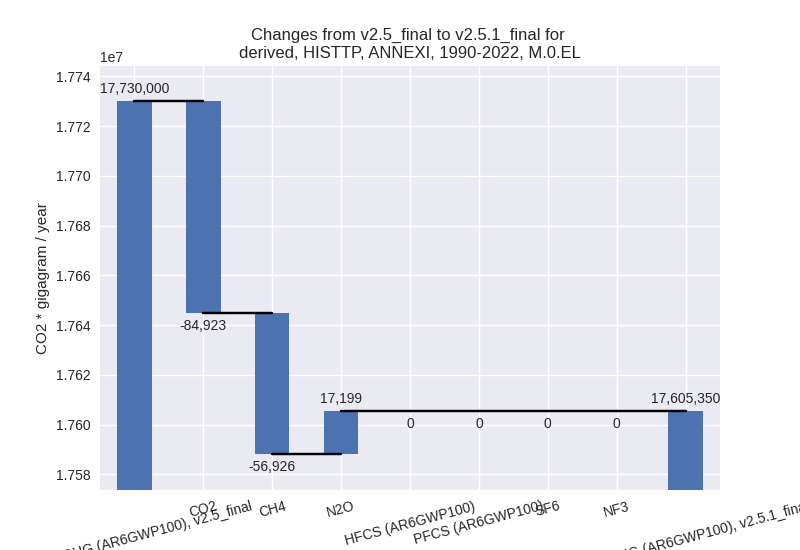 Changes from v2.5_final to v2.5.1_final for
derived, HISTTP, ANNEXI, 1990-2022, M.0.EL
1e7
1.774
1.772
1.770
1.768
1.766
1.764
1.762
1.760
1.758
CO2 * gigagram / year
17,730,000
-84,923
-56,926
17,199
0
0
0
0
17,605,350
(AR6GWP100), v2.5_final
CO2
CH4
N2O
HFCS (AR6GWP100)
PFCS (AR6GWP100)
SF6
NF3
(AR6GWP100), v2.5.1_fina